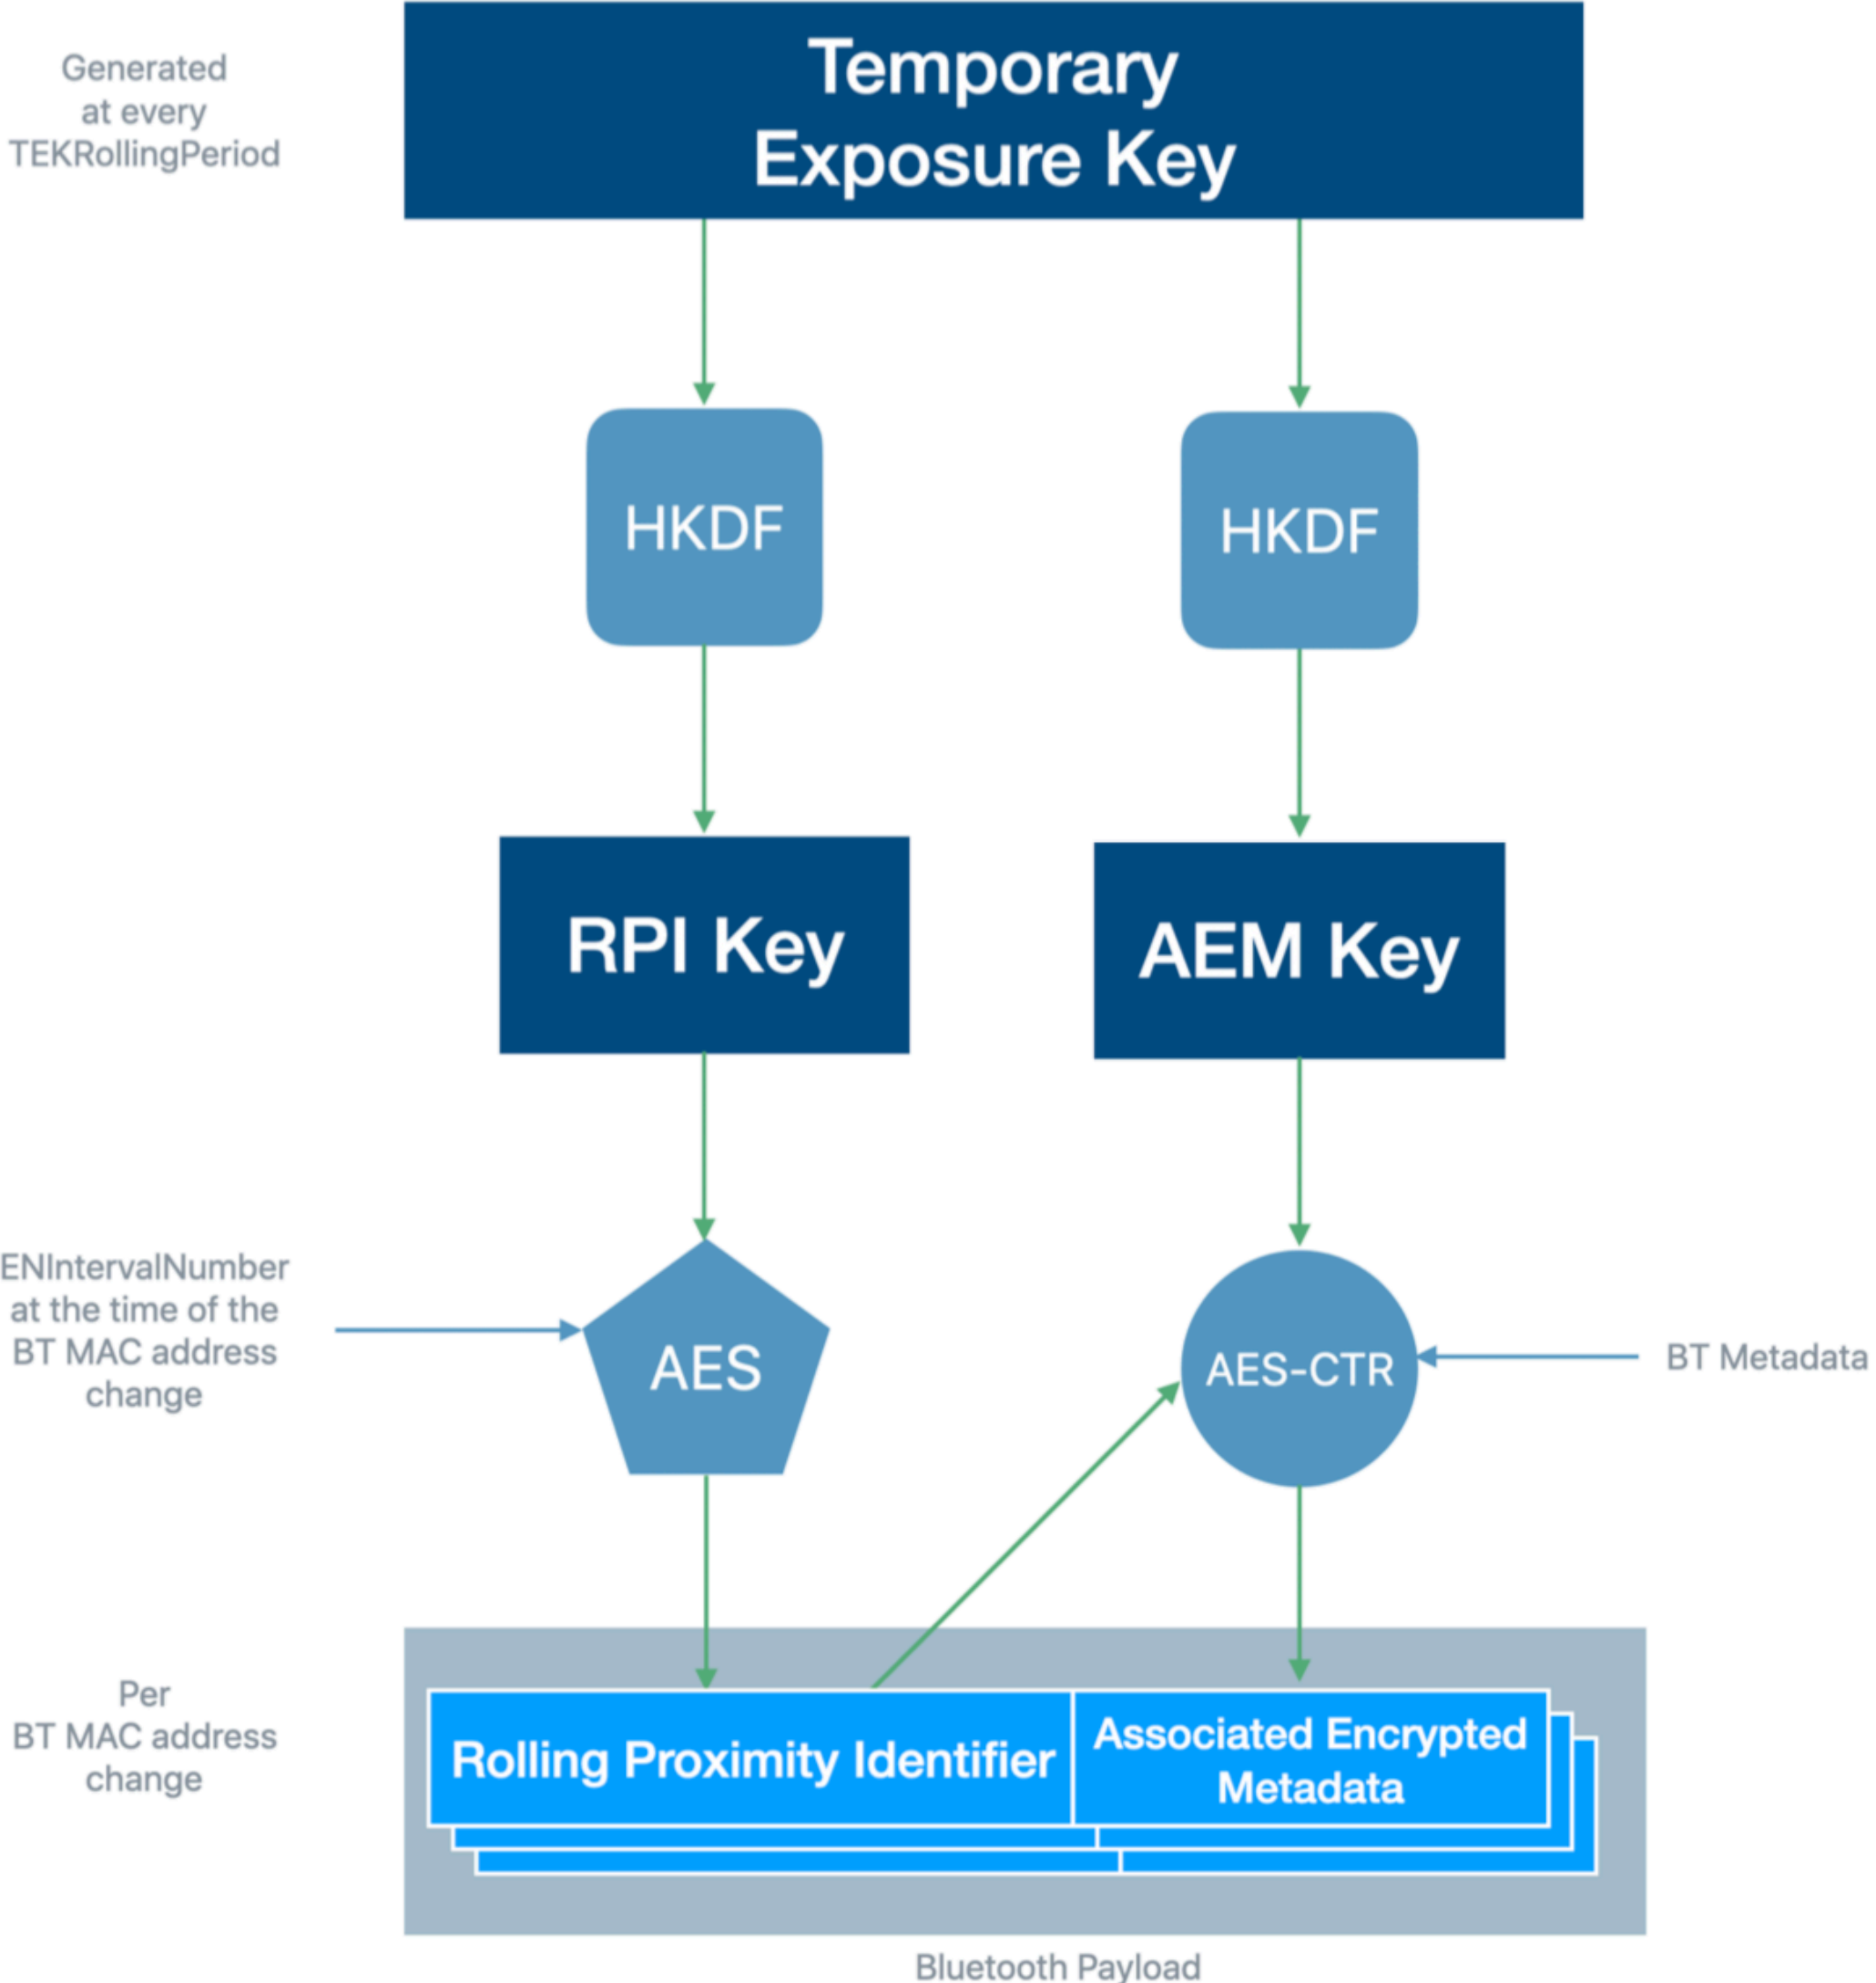 Generated
at every
TEKRollingPeriod
Temporary
Exposure Key
HKDF
HKDF
RPI Key
AEM Key
ENIntervalNumber
at the time of the
BT MAC address
change
AES
AES-CTR
BT Metadata
Per
BT MAC address
change
Rolling Proximity Identifier
Associated Encrypted
Metadata
Bluetooth Payload